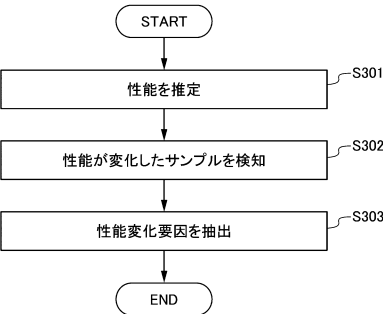 START
性能を推定
S301
性能が変化したサンプルを検知
S302
性能変化要因を抽出
S303
END